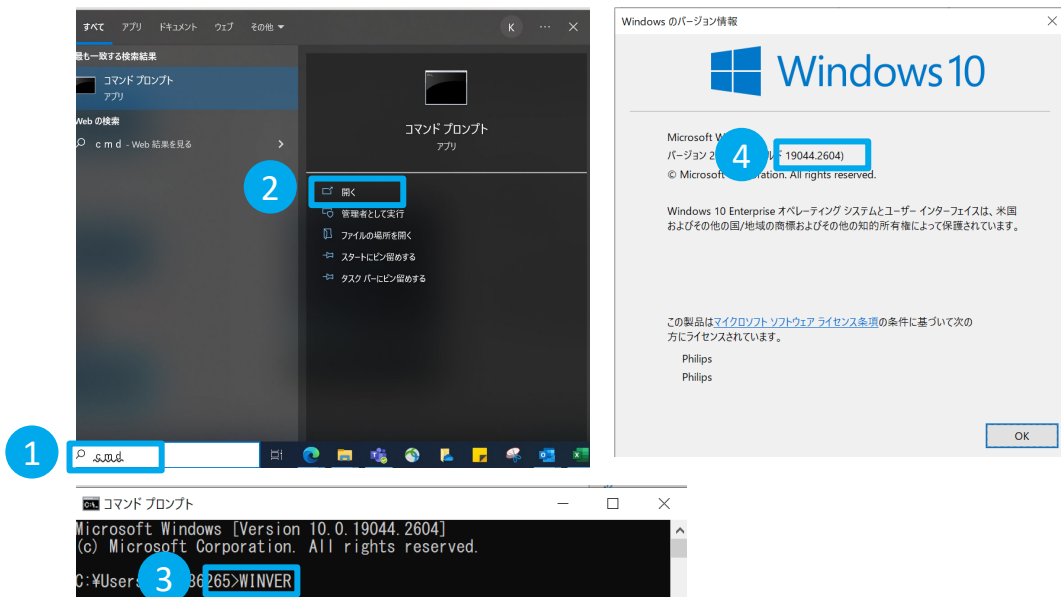 すべて アプリ ドキュメント ウェブ その他 K ... ×
最も一致する検索結果
コマンド プロンプト
アプリ
Web の検索
c m d - Web 結果を見る
コマンド プロンプト
アプリ
2
開く
管理者として実行
ファイルの場所を開く
スタートにピン留めする
タスク バーにピン留めする
1
cmd
Windows のバージョン情報
Windows 10
Microsoft W
バージョン 2
4
19044.2604)
© Microsoft ration. All rights reserved.
Windows 10 Enterprise オペレーティング システムとユーザー インターフェイスは、米国
およびその他の国/地域の商標およびその他の知的所有権によって保護されています。
この製品はマイクロソフト ソフトウェア ライセンス条項の条件に基づいて次の
方にライセンスされています。
Philips
Philips
OK
コマンド プロンプト
Microsoft Windows [Version 10.0.19044.2604]
(c) Microsoft Corporation. All rights reserved.
3
C:¥Users 86265>WINVER